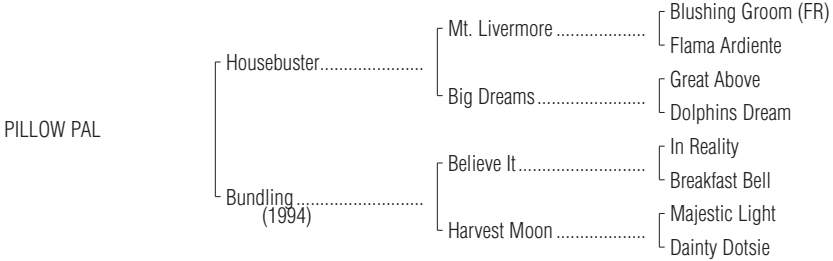 Blushing Groom (FR)
Mt. Livermore ...................
Flama Ardiente
Housebuster......................
Great Above
Big Dreams.......................
Dolphins Dream
PILLOW PAL
In Reality
Believe It...........................
Breakfast Bell
Bundling...........................
(1994)
Majestic Light
Harvest Moon ...................
Dainty Dotsie